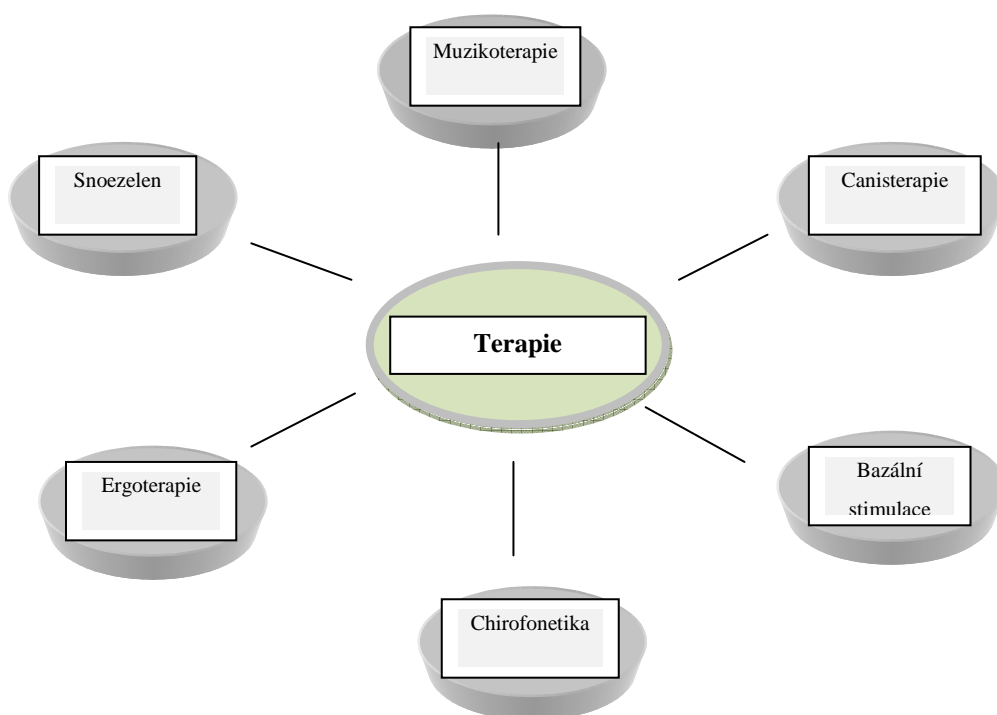 Muzikoterapie
Snoezelen
Canisterapie
Terapie
Ergoterapie
Bazální
stimulace
Chirofonetika